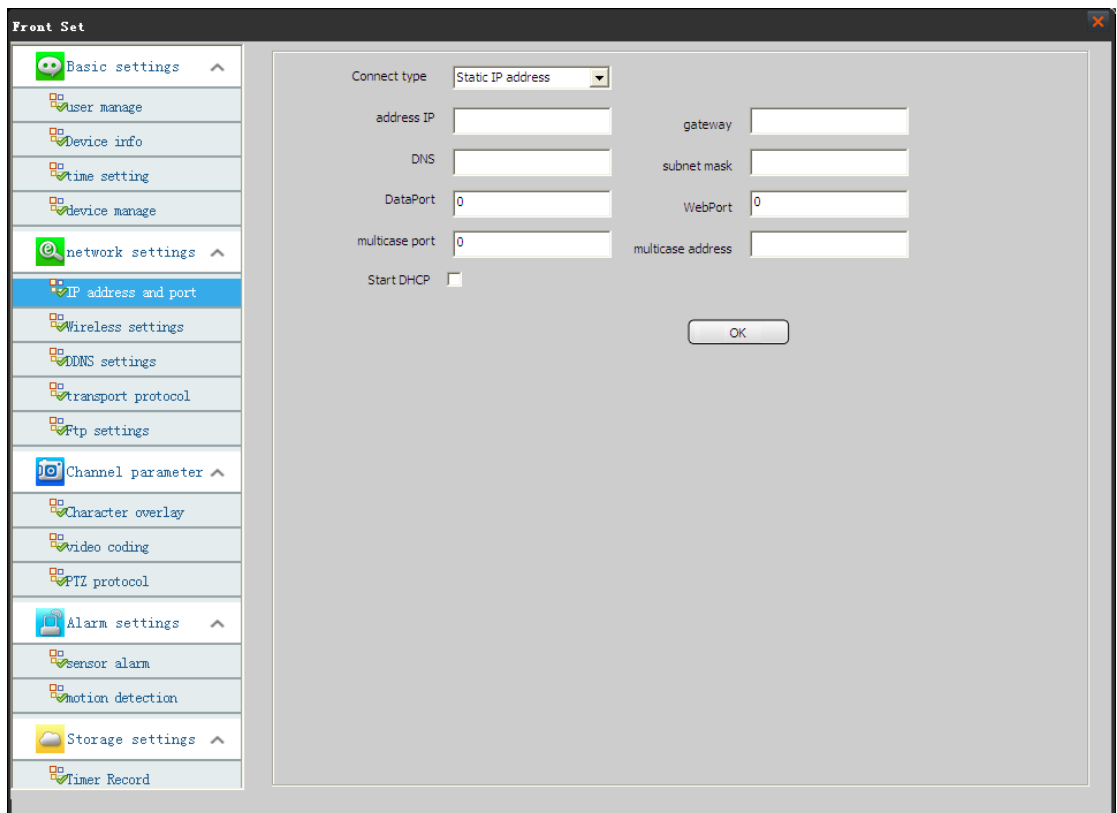 Front Set
Basic settings
user manage
Device info
time setting
device manage
network settings
IP address and port
Wireless settings
DDNS settings
transport protocol
Ftp settings
Channel parameter
Character overlay
video coding
PTZ protocol
Alarm settings
sensor alarm
motion detection
Storage settings
Timer Record
Connect type Static IP address
address IP gateway
DNS subnet mask
DataPort 0 WebPort 0
multicase port 0 multicase address
Start DHCP
OK